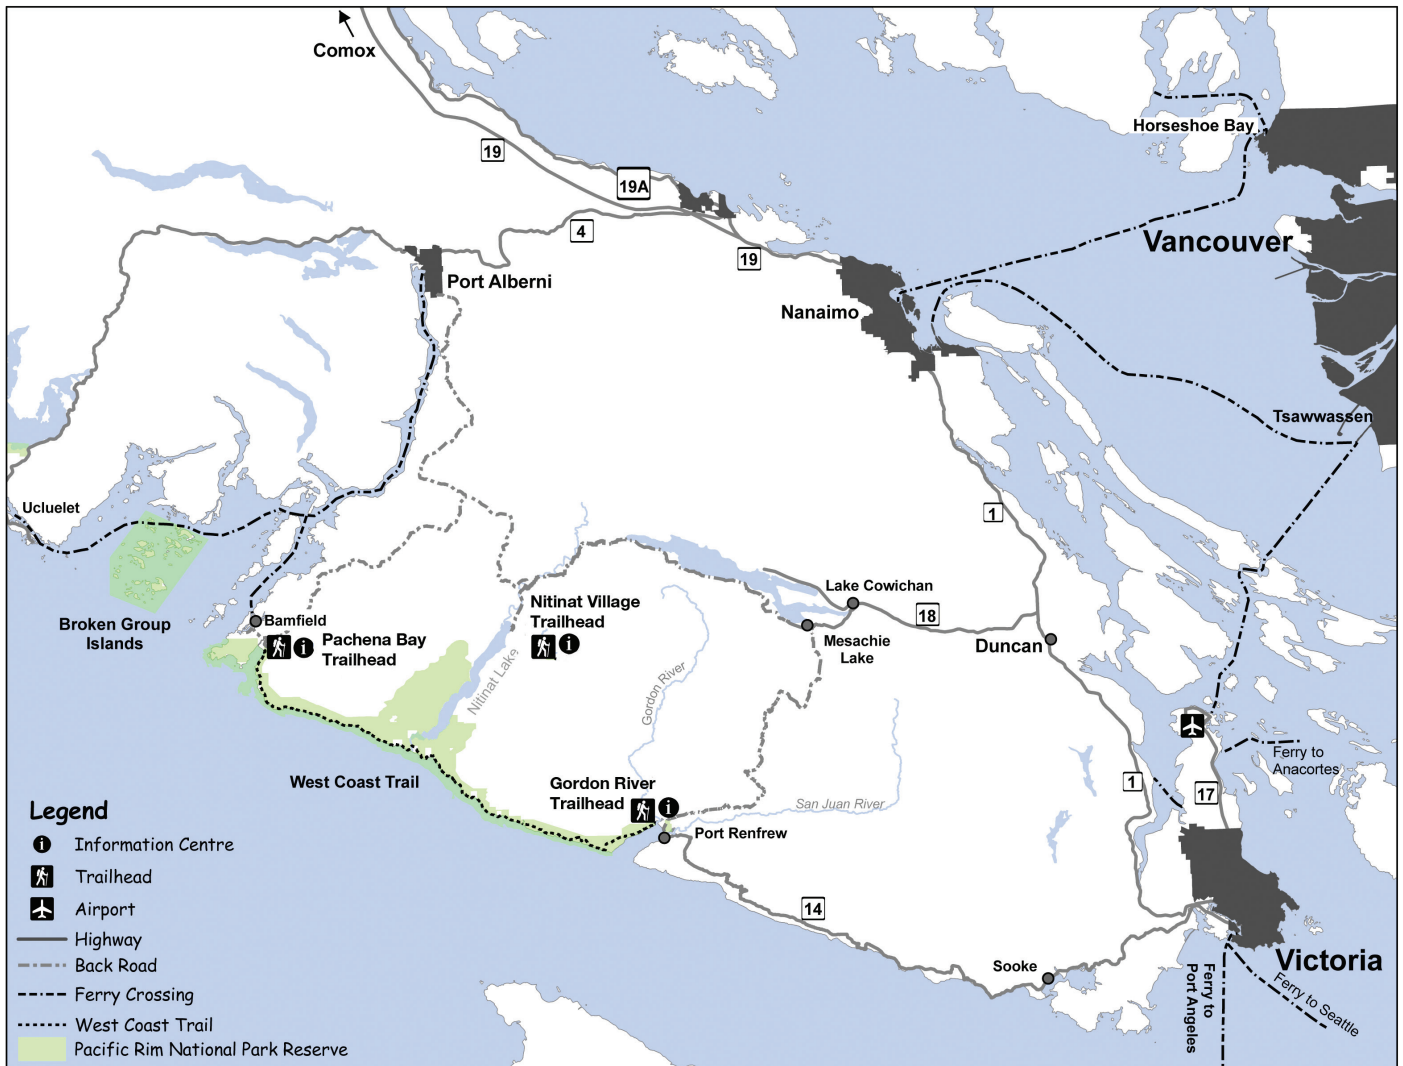 Comox
19
19A
4
19
Horseshoe Bay
Vancouver
Port Alberni
Nanaimo
Tsawwassen
Ucluelet
1
Broken Group
Islands
Bamfield
Pachena Bay
Trailhead
Nitinat Village
Trailhead
Nitinat Lake
Gordon River
Lake Cowichan
18
Mesachie
Lake
Duncan
West Coast Trail
Gordon River
Trailhead
San Juan River
Port Renfrew
1
17
Ferry to
Anacortes
14
Sooke
Victoria
Ferry to
Port Angeles
Ferry to Seattle
Legend
Information Centre
Trailhead
Airport
Highway
Back Road
Ferry Crossing
West Coast Trail
Pacific Rim National Park Reserve